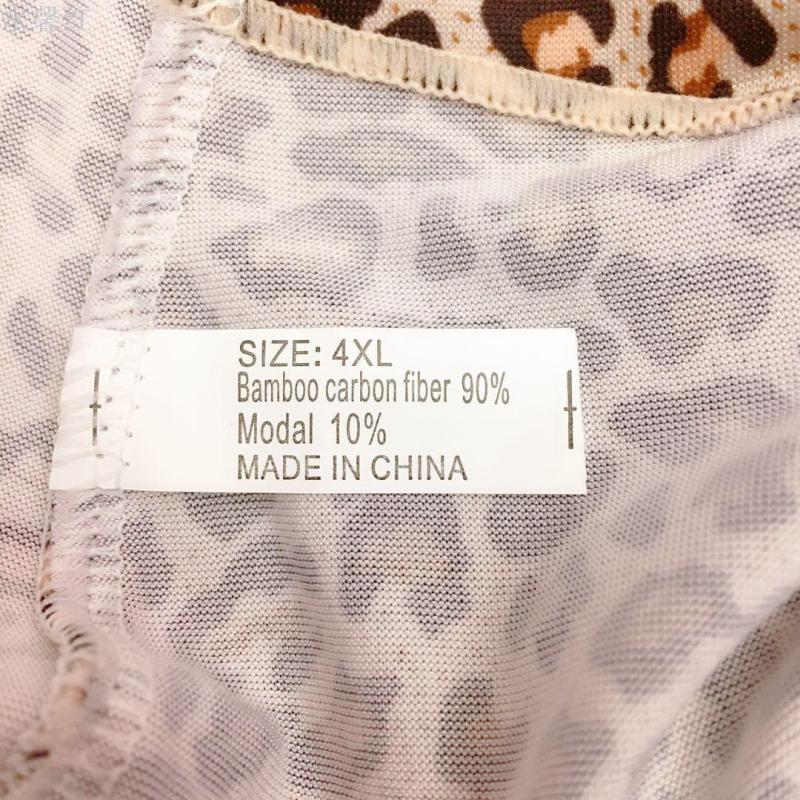 SIZE: 4XL
Bamboo carbon fiber 90%
Modal 10%
MADE IN CHINA